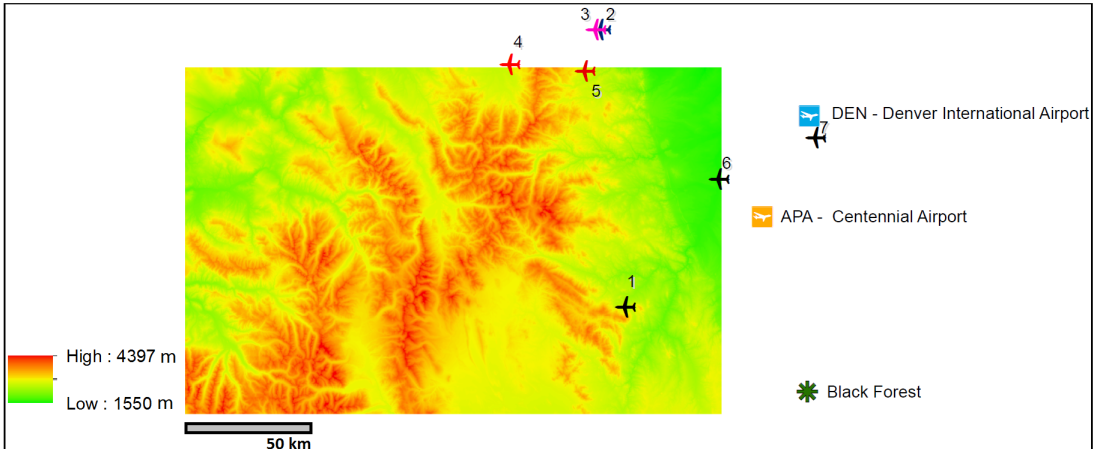 3 2
4
5
DEN - Denver International Airport
7
6
APA - Centennial Airport
1
High : 4397 m
Low : 1550 m
Black Forest
50 km